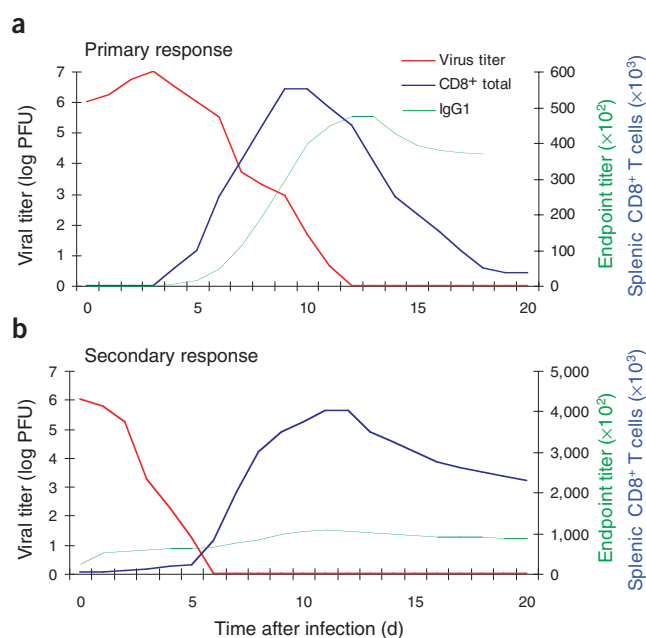 a
Primary response
Virus titer
CD8⁺ total
IgG1
7
6
5
4
3
2
1
0
Viral titer (log PFU)
600
500
400
300
200
100
0
Endpoint titer (×10²)
Splenic CD8⁺ T cells (×10³)
0
5
10
15
20
b
Secondary response
7
6
5
4
3
2
1
0
Viral titer (log PFU)
5,000
4,000
3,000
2,000
1,000
0
Endpoint titer (×10²)
Splenic CD8⁺ T cells (×10³)
0
5
10
15
20
Time after infection (d)